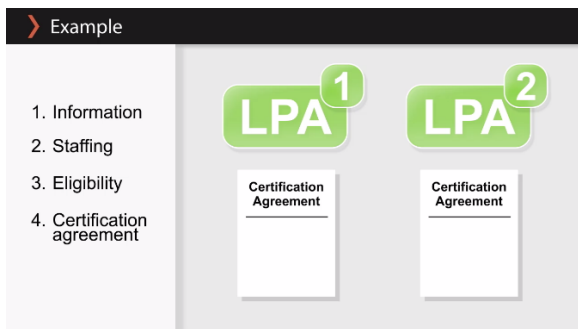 Example
1. Information
2. Staffing
3. Eligibility
4. Certification
agreement
LPA 1
LPA 2
Certification
Agreement
Certification
Agreement